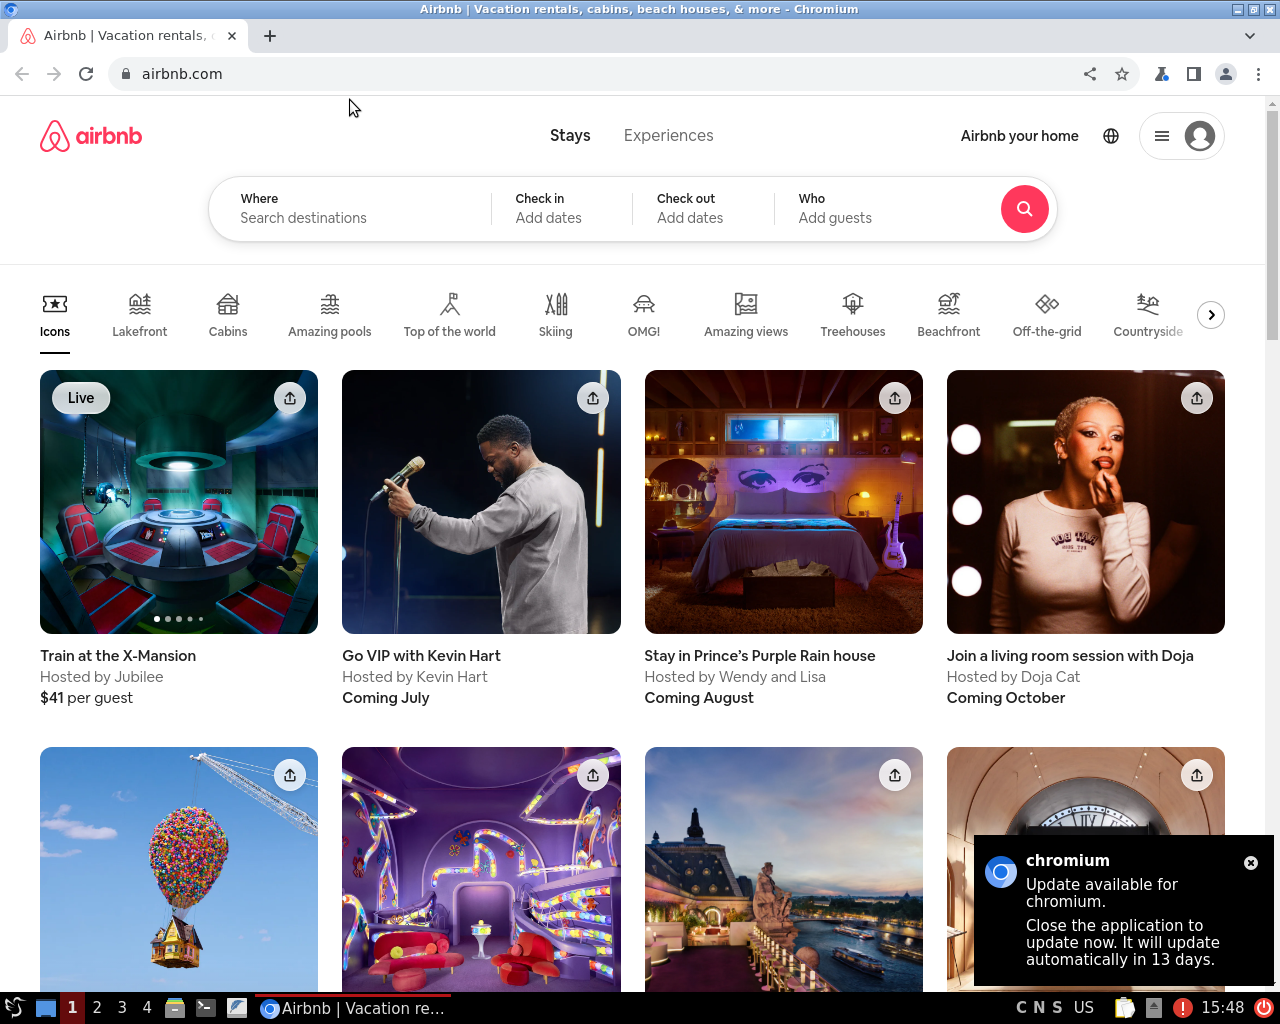 Airbnb | Vacation rentals, cabins, beach houses, & more - Chromium
Airbnb | Vacation rentals,
airbnb.com
airbnb
Stays
Experiences
Airbnb your home
Where
Search destinations
Check in
Add dates
Check out
Add dates
Who
Add guests
Icons
Lakefront
Cabins
Amazing pools
Top of the world
Skiing
OMG!
Amazing views
Treehouses
Beachfront
Off-the-grid
Countryside
Live
Train at the X-Mansion
Hosted by Jubilee
$41 per guest
Go VIP with Kevin Hart
Hosted by Kevin Hart
Coming July
Stay in Prince’s Purple Rain house
Hosted by Wendy and Lisa
Coming August
Join a living room session with Doja
Hosted by Doja Cat
Coming October
chromium
Update available for
chromium.
Close the application to
update now. It will update
automatically in 13 days.
1
2
3
4
Airbnb | Vacation re...
C N S
US
15:48